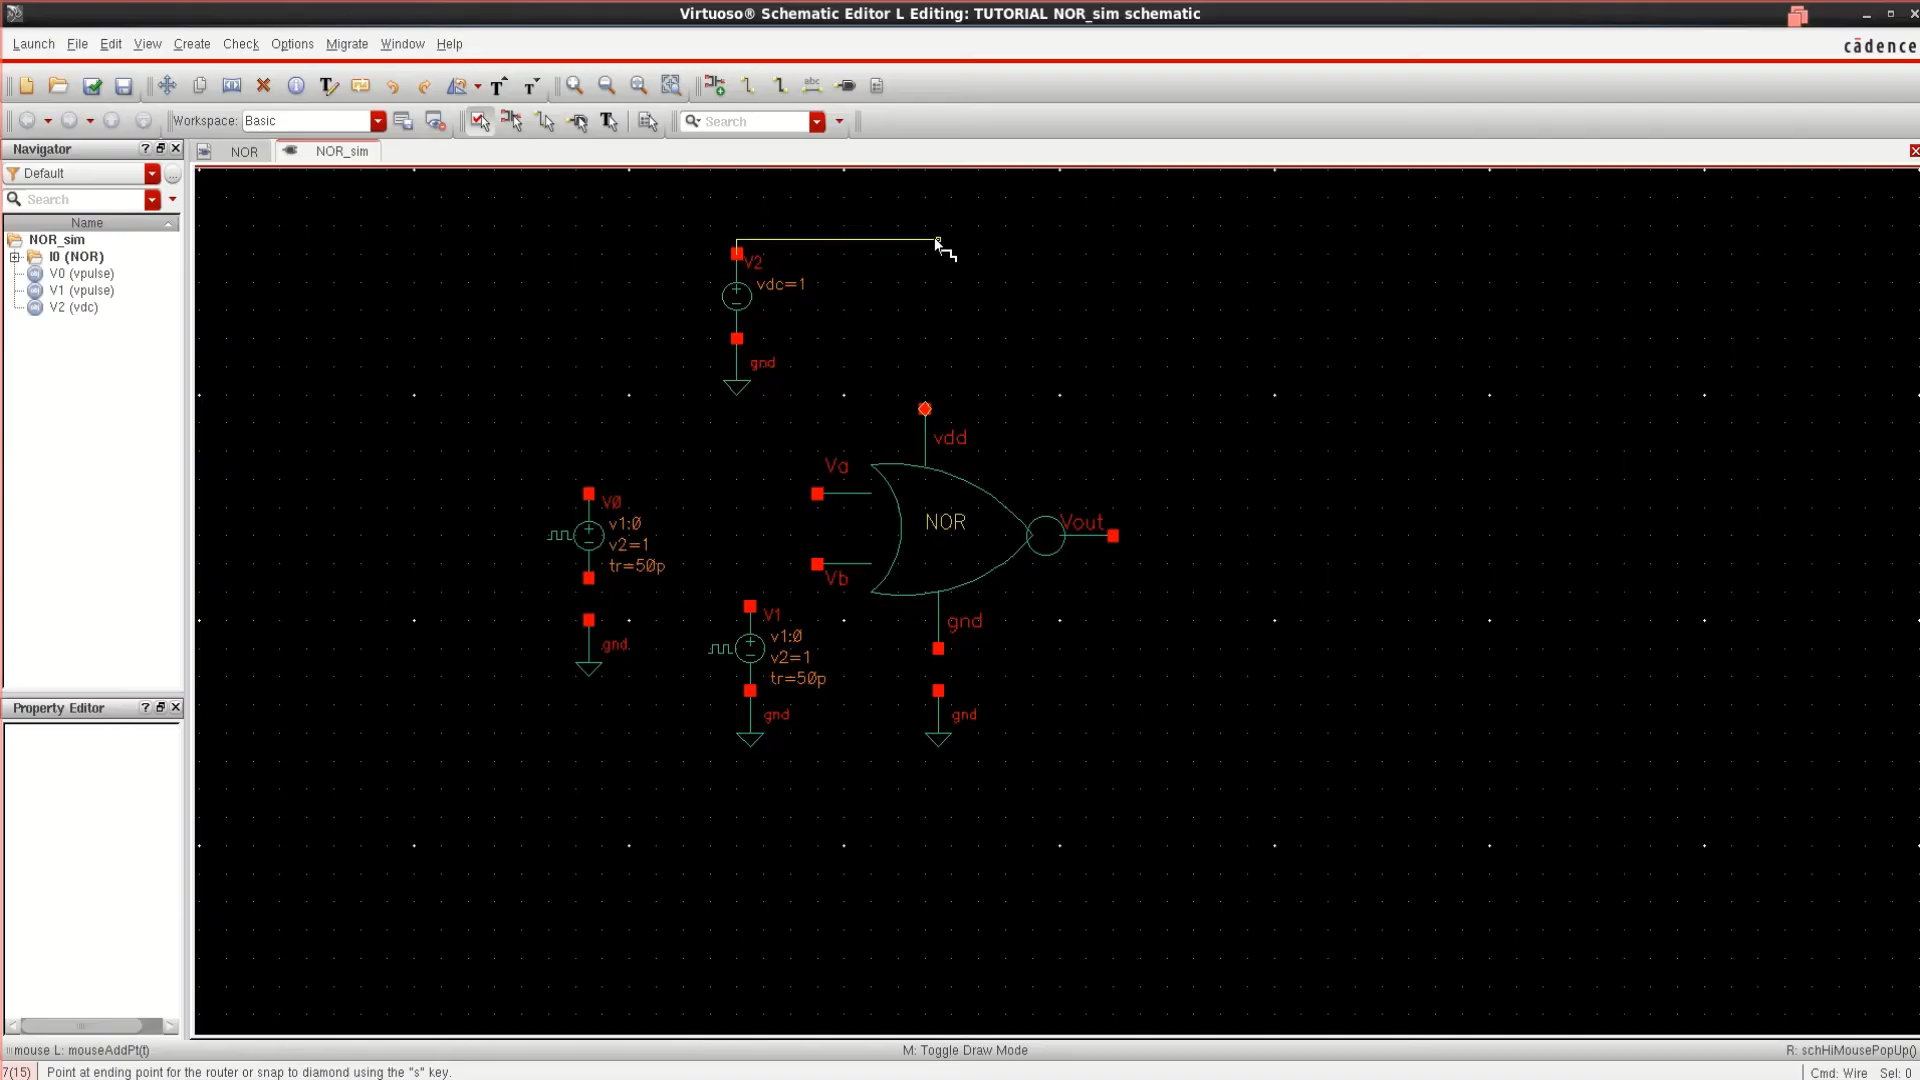 Virtuoso® Schematic Editor L Editing: TUTORIAL NOR_sim schematic
Launch File Edit View Create Check Options Migrate Window Help
cādence
Workspace: Basic
Search
Navigator
NOR
NOR_sim
Default
Search
Name
NOR_sim
I0 (NOR)
V0 (vpulse)
V1 (vpulse)
V2 (vdc)
Property Editor
V2
vdc=1
gnd
vdd
Va
NOR
Vout
Vb
gnd
gnd
V0
v1:0
v2=1
tr=50p
gnd
V1
v1:0
v2=1
tr=50p
gnd
mouse L: mouseAddPt(t)
M: Toggle Draw Mode
R: schHiMousePopUp()
7(15) Point at ending point for the router or snap to diamond using the "s" key.
Cmd: Wire Sel: 0